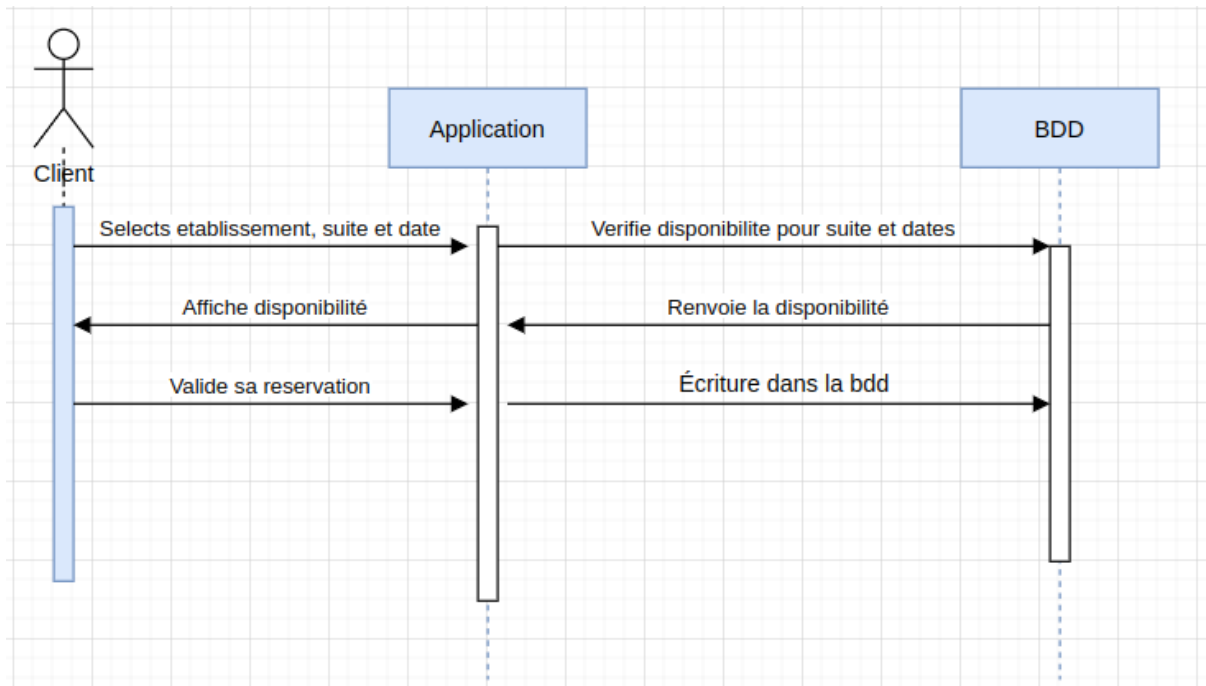 Application
BDD
Client
Selects etablissement, suite et date
Verifie disponibilite pour suite et dates
Affiche disponibilité
Renvoie la disponibilité
Valide sa reservation
Écriture dans la bdd